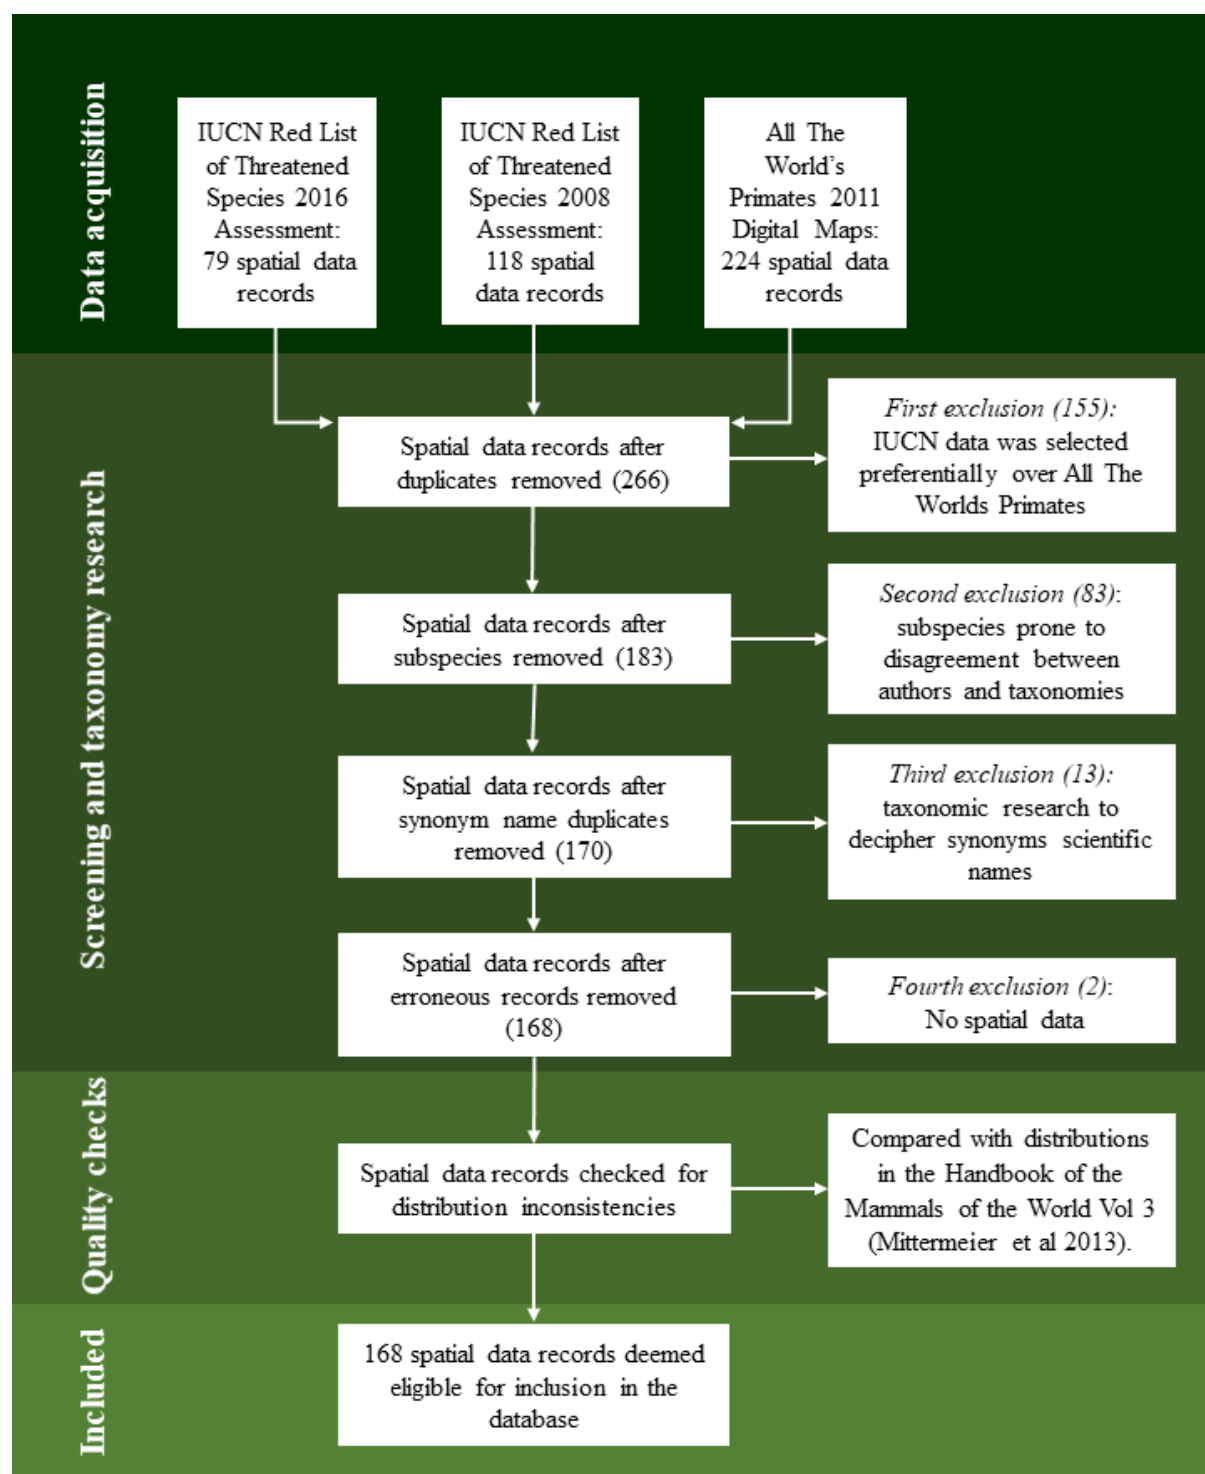 Data acquisition
IUCN Red List
of Threatened
Species 2016
Assessment:
79 spatial data
records
IUCN Red List
of Threatened
Species 2008
Assessment:
118 spatial
data records
All The
World's
Primates 2011
Digital Maps:
224 spatial data
records
Screening and taxonomy research
Spatial data records after
duplicates removed (266)
First exclusion (155):
IUCN data was selected
preferentially over All The
Worlds Primates
Spatial data records after
subspecies removed (183)
Second exclusion (83):
subspecies prone to
disagreement between
authors and taxonomies
Spatial data records after
synonym name duplicates
removed (170)
Third exclusion (13):
taxonomic research to
decipher synonyms scientific
names
Spatial data records after
erroneous records removed
(168)
Fourth exclusion (2):
No spatial data
Quality checks
Spatial data records checked for
distribution inconsistencies
Compared with distributions
in the Handbook of the
Mammals of the World Vol 3
(Mittermeier et al 2013).
Included
168 spatial data records deemed
eligible for inclusion in the
database